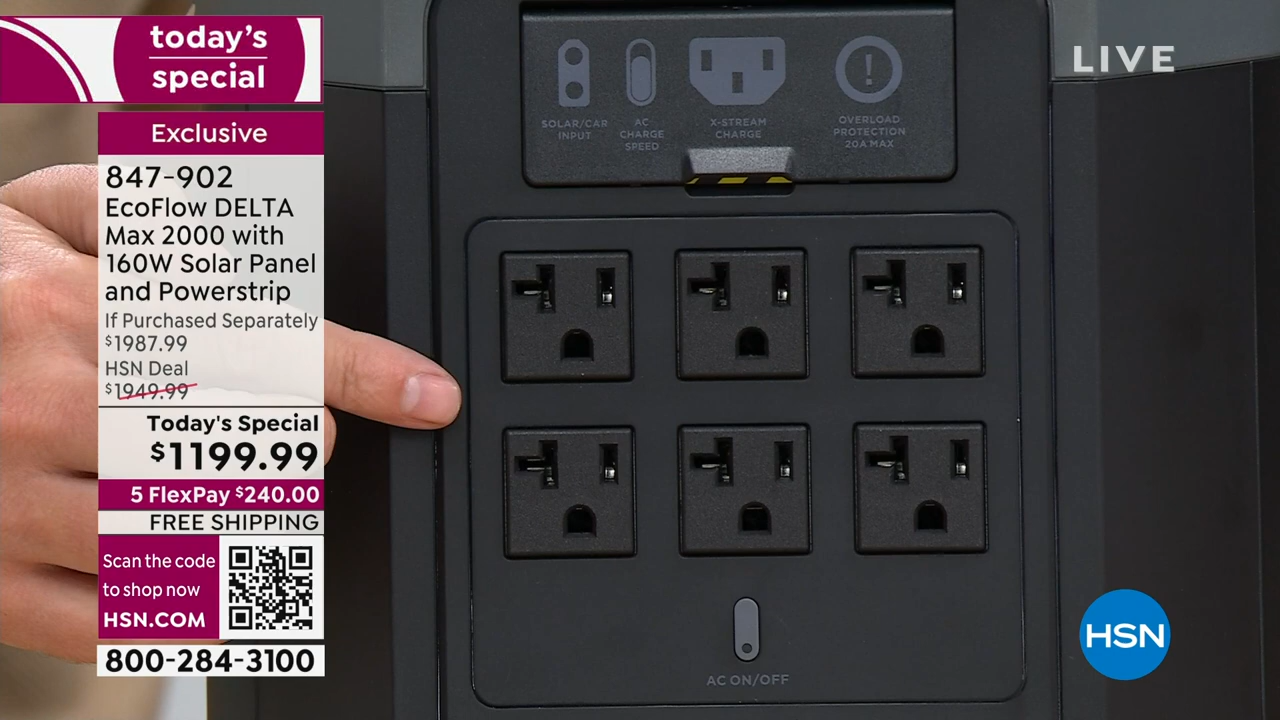 today's
special
Exclusive
847-902
EcoFlow DELTA
Max 2000 with
160W Solar Panel
and Powerstrip
If Purchased Separately
$1987.99
HSN Deal
$1949.99
Today's Special
$1199.99
5 FlexPay $240.00
FREE SHIPPING
Scan the code
to shop now
HSN.COM
800-284-3100
SOLAR/CAR
INPUT
AC
CHARGE
SPEED
X-STREAM
CHARGE
OVERLOAD
PROTECTION
20A MAX
AC ON/OFF
LIVE
HSN